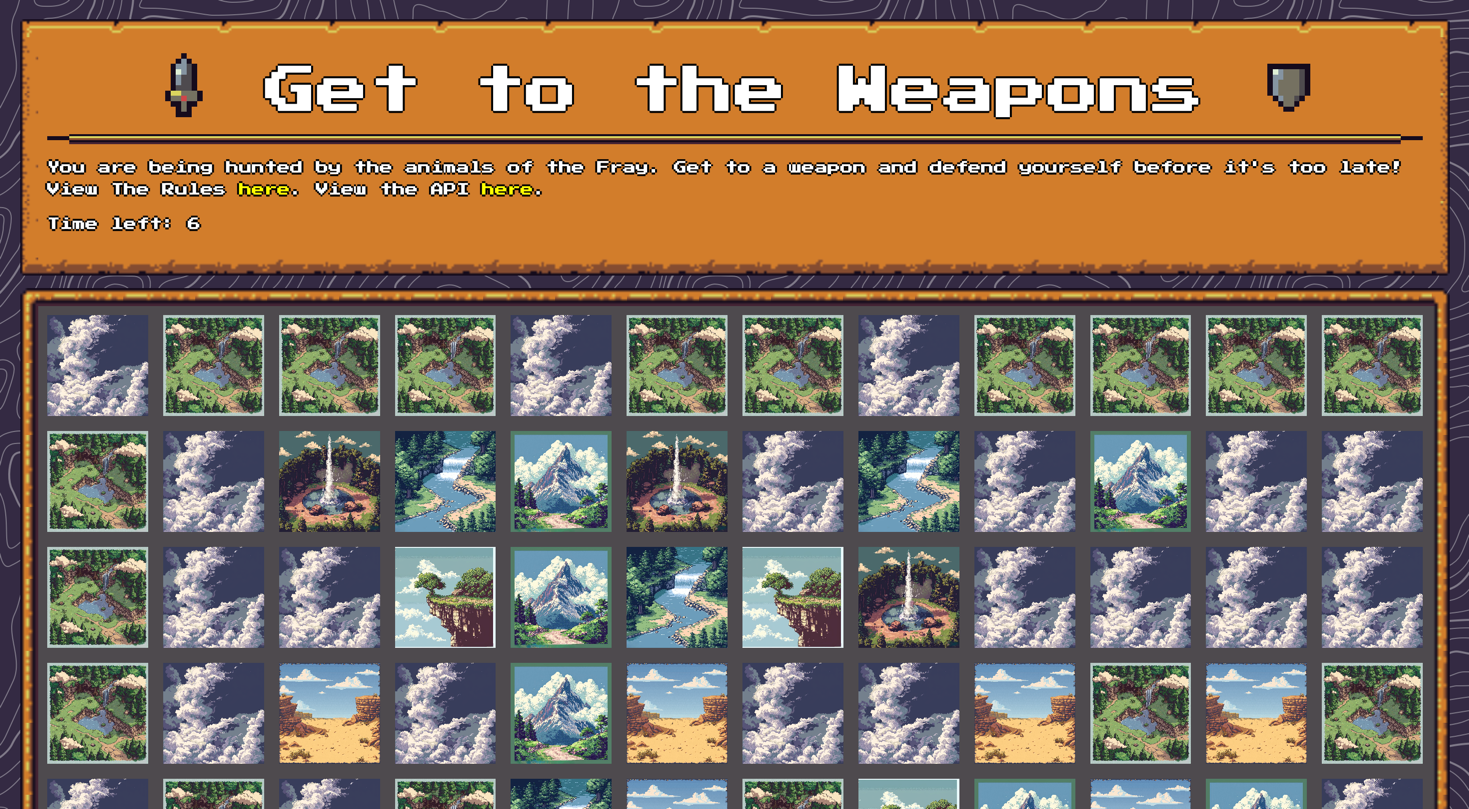 Get to the Weapons
You are being hunted by the animals of the Fray. Get to a weapon and defend yourself before it's too late!
View The Rules here. View the API here.
Time left: 6